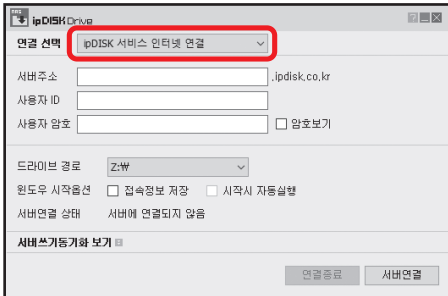 ipDISK Drive
연결 선택 ipDISK 서비스 인터넷 연결
서버주소 .ipdisk.co.kr
사용자 ID
사용자 암호 암호보기
드라이브 경로 Z:₩
윈도우 시작옵션 접속정보 저장 시작시 자동실행
서버연결 상태 서버에 연결되지 않음
서버쓰기동기화 보기
연결종료 서버연결